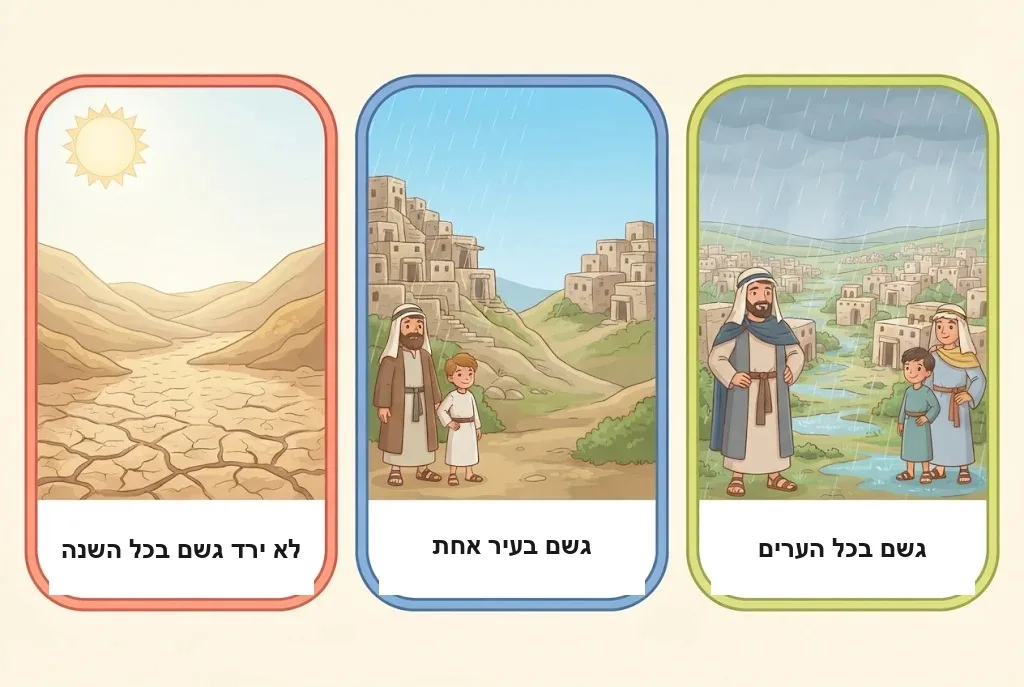 גשם בכל הערים
גשם בעיר אחת
לא ירד גשם בכל השנה